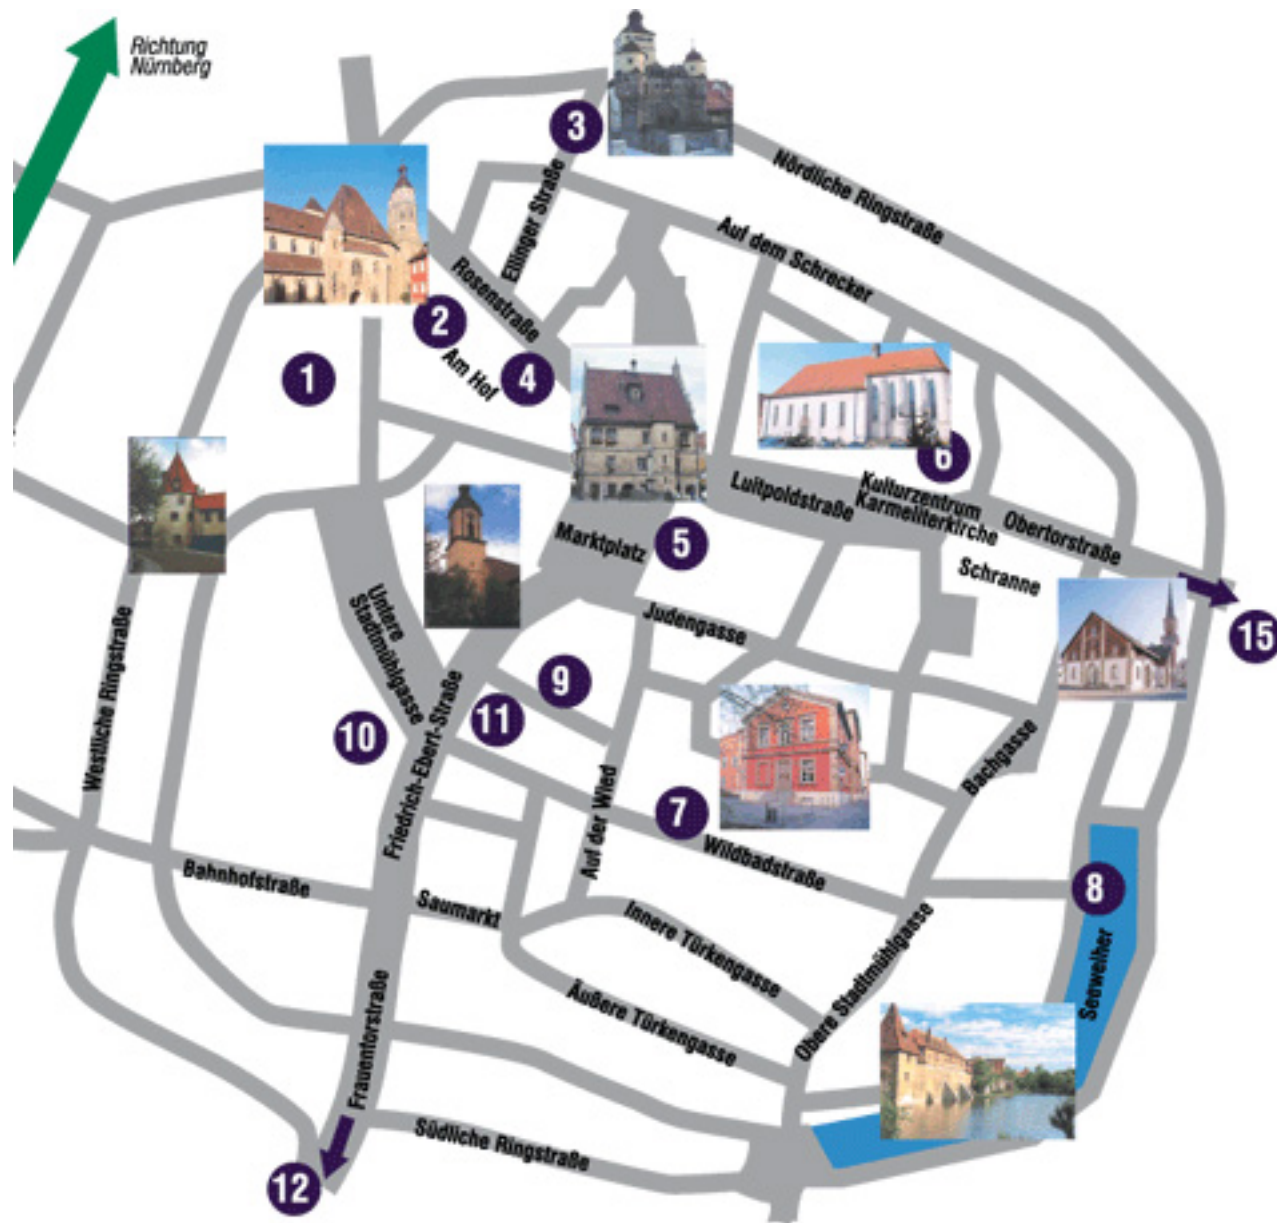 Richtung
Nürnberg
3
Nördliche Ringstraße
Ellinger Straße
Auf dem Schrecker
Rosenstraße
2
Am Hof
4
1
6
Luitpoldstraße
Kulturzentrum
Karmeliterkirche
Obertorstraße
Marktplatz
5
Schranne
Untere
Stadtmühlgasse
Judengasse
15
Westliche Ringstraße
9
10
11
Friedrich-Ebert-Straße
Bachgasse
7
Auf der Wied
Wildbadstraße
Bahnhofstraße
Saumarkt
8
Innere Türkengasse
Seeweiher
Äußere Türkengasse
Obere Stadtmühlgasse
Frauentorstraße
Südliche Ringstraße
12